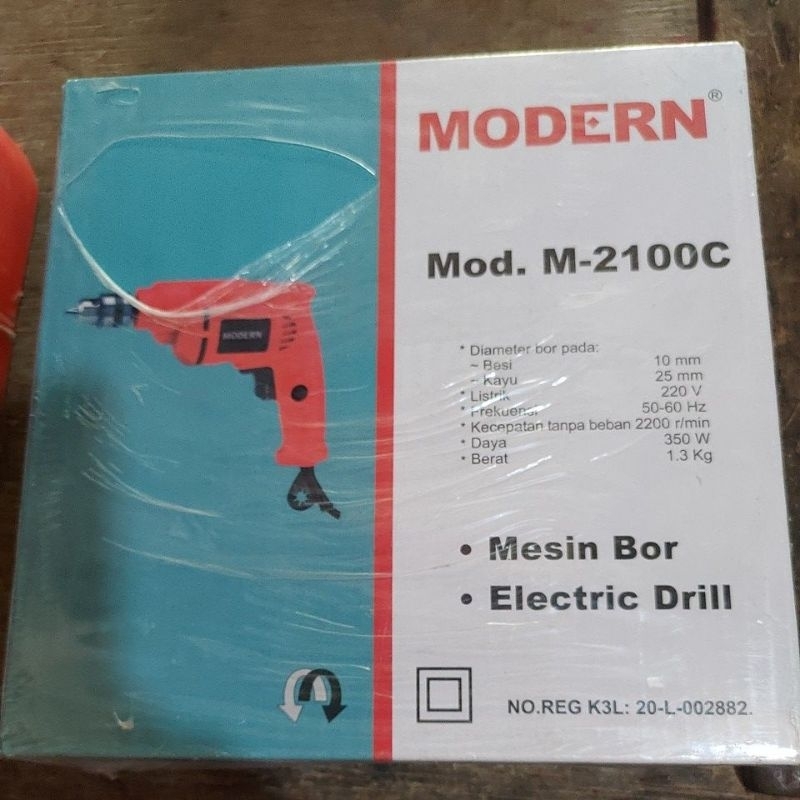 MODERN®
Mod. M-2100C
* Diameter bor pada:
~ Besi 10 mm
~ Kayu 25 mm
* Listrik 220 V
* Frekuensi 50-60 Hz
* Kecepatan tanpa beban 2200 r/min
* Daya 350 W
* Berat 1.3 Kg
MODERN
• Mesin Bor
• Electric Drill
NO.REG K3L: 20-L-002882.